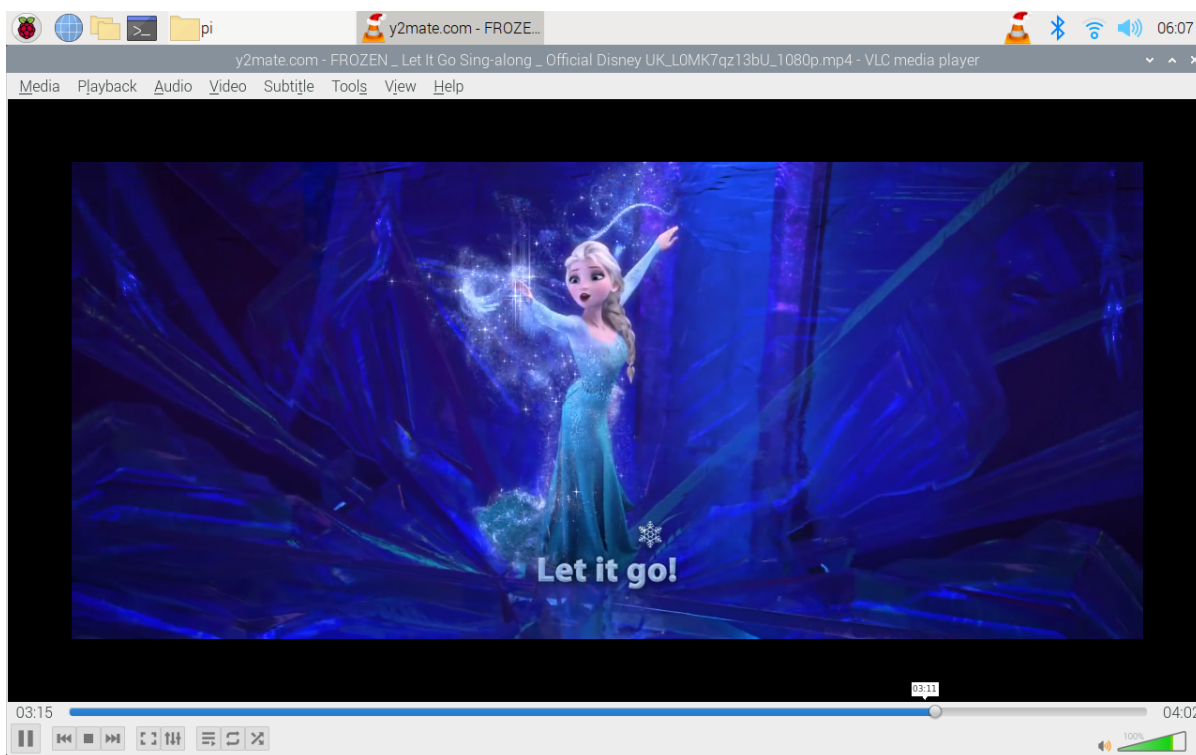 pi
y2mate.com - FROZE...
06:07
y2mate.com - FROZEN _ Let It Go Sing-along _ Official Disney UK_L0MK7qz13bU_1080p.mp4 - VLC media player
Media Playback Audio Video Subtitle Tools View Help
Let it go!
03:11
03:15
04:02
100%